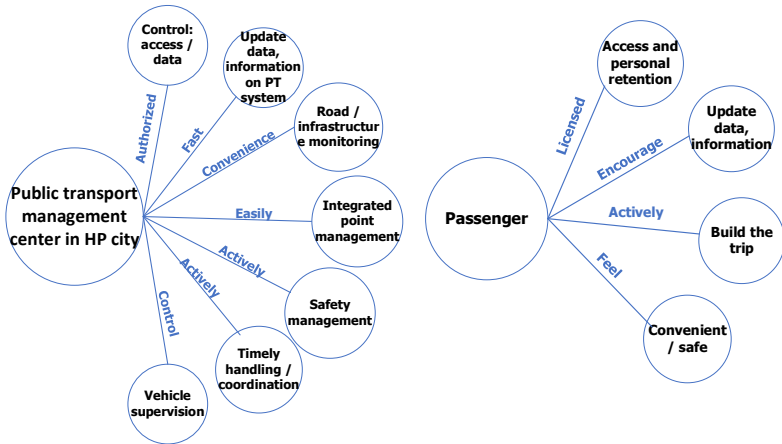 Control:
access /
data
Authorized
Update
data,
information
on PT
system
Fast
Road /
infrastructur
e monitoring
Convenience
Public transport
management
center in HP city
Easily
Integrated
point
management
Actively
Safety
management
Actively
Timely
handling /
coordination
Control
Vehicle
supervision
Access and
personal
retention
Licensed
Update
data,
information
Encourage
Passenger
Actively
Build the
trip
Feel
Convenient
/ safe